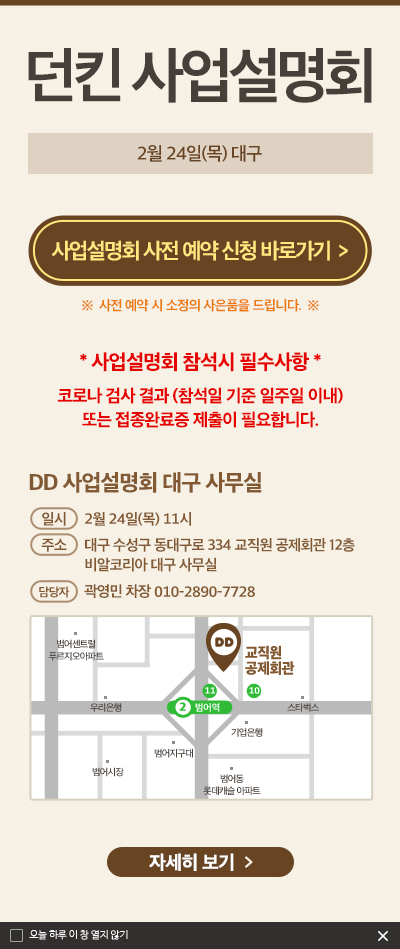 던킨 사업설명회
2월 24일(목) 대구
사업설명회 사전 예약 신청 바로가기 >
※ 사전 예약 시 소정의 사은품을 드립니다. ※
* 사업설명회 참석시 필수사항 *
코로나 검사 결과 (참석일 기준 일주일 이내)
또는 접종완료증 제출이 필요합니다.
DD 사업설명회 대구 사무실
일시 2월 24일(목) 11시
주소 대구 수성구 동대구로 334 교직원 공제회관 12층
비알코리아 대구 사무실
담당자 곽영민 차장 010-2890-7728
DD
범어센트럴
푸르지오아파트
교직원
공제회관
11
10
우리은행
2 범어역
스타벅스
기업은행
범어지구대
범어시장
범어동
롯데캐슬 아파트
자세히 보기 >
오늘 하루 이 창 열지 않기